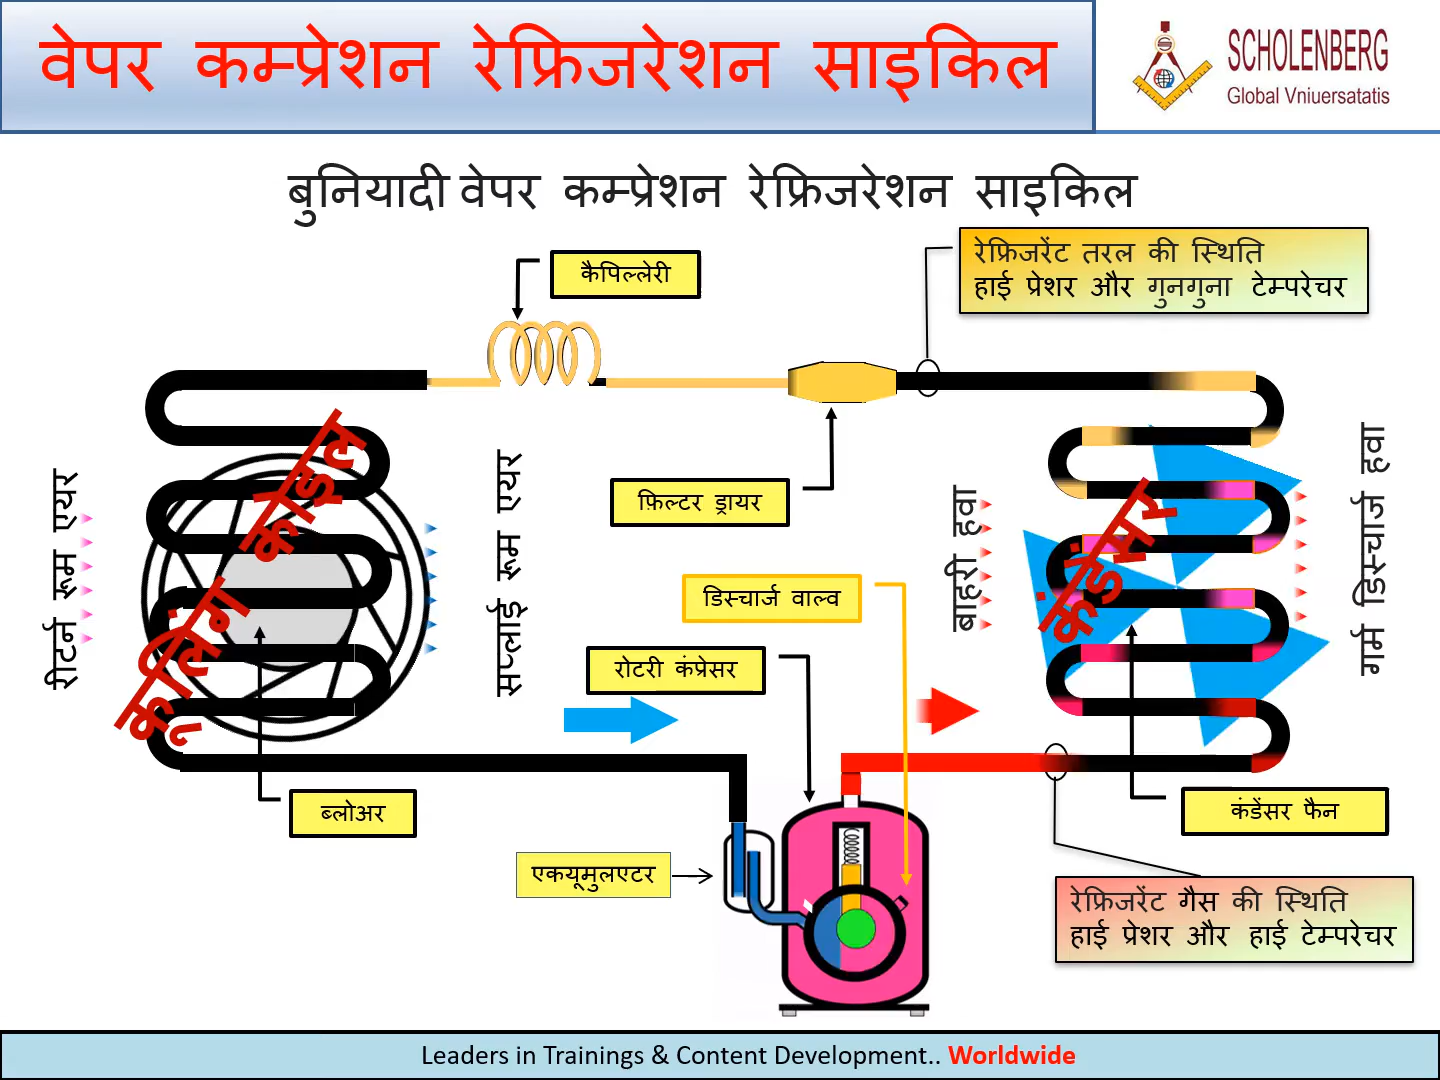 वेपर कम्प्रेशन रेफ्रिजरेशन साइकिल
SCHOLENBERG
Global Vniuersatatis
बुनियादी वेपर कम्प्रेशन रेफ्रिजरेशन साइकिल
रेफ्रिजरेंट तरल की स्थिति
हाई प्रेशर और गुनगुना टेम्परेचर
कैपिल्लेरी
फ़िल्टर ड्रायर
रीटर्न रूम एयर
कूलिंग काेइल
सप्लाई रूम एयर
डिस्चार्ज वाल्व
रोटरी कंप्रेसर
बाहरी हवा
कंडेंसर
गर्म डिस्चार्ज हवा
ब्लोअर
कंडेंसर फैन
एकयूमुलएटर
रेफ्रिजरेंट गैस की स्थिति
हाई प्रेशर और हाई टेम्परेचर
Leaders in Trainings & Content Development.. Worldwide